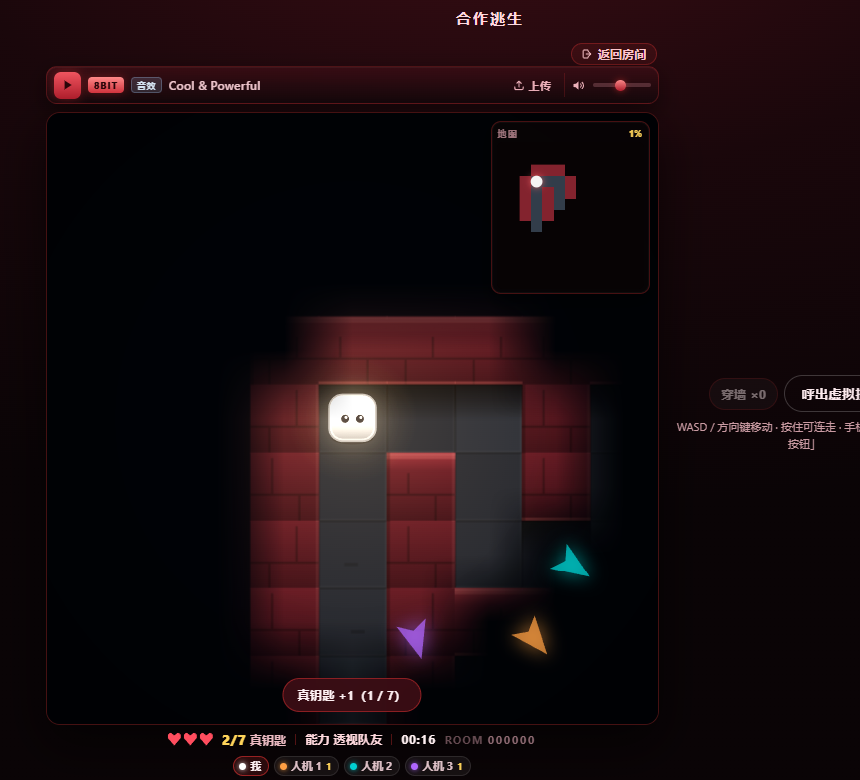 合作逃生
返回房间
8BIT 音效 Cool & Powerful 上传
地图 1%
穿墙 ×0 呼出虚拟
WASD / 方向键移动 · 按住可连走 · 手
按钮」
真钥匙 +1（1 / 7）
2/7 真钥匙 能力 透视队友 00:16 ROOM 000000
我 人机 1 1 人机 2 人机 3 1